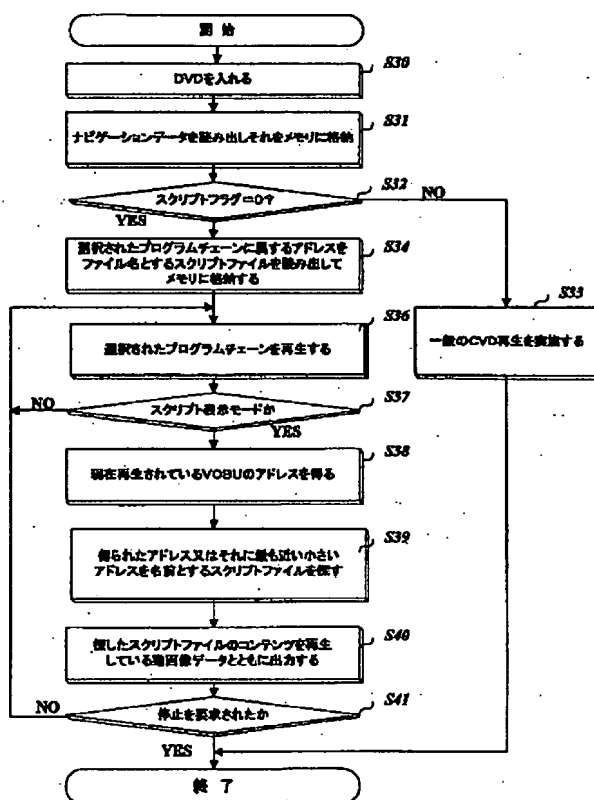 開始
S30
DVDを入れる
S31
ナビゲーションデータを読み出しそれをメモリに格納
S32
スクリプトフラグ=0?
NO
YES
S34
選択されたプログラムチェーンに属するアドレスを
ファイル名とするスクリプトファイルを読み出して
メモリに格納する
S33
一般のCVD再生を実施する
S36
選択されたプログラムチェーンを再生する
S37
スクリプト表示モードか
NO
YES
S38
現在再生されているVOBUのアドレスを得る
S39
得られたアドレス又はそれに最も近い小さい
アドレスを名前とするスクリプトファイルを探す
S40
探したスクリプトファイルのコンテンツを再生
している動画像データとともに出力する
S41
停止を要求されたか
NO
YES
終了